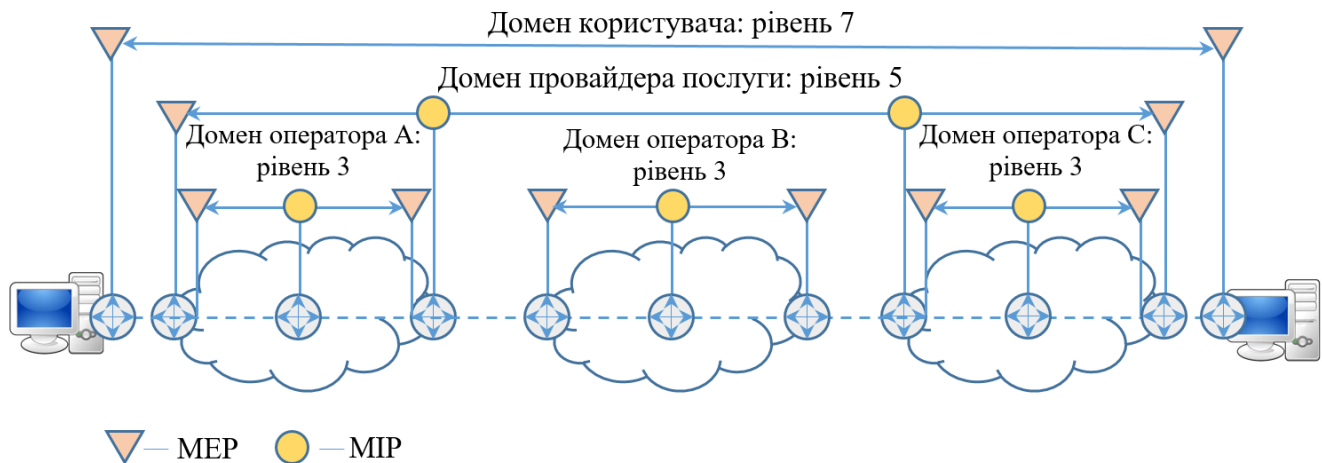 Домен користувача: рівень 7
Домен провайдера послуги: рівень 5
Домен оператора А:
рівень 3
Домен оператора В:
рівень 3
Домен оператора С:
рівень 3
MEP
MIP